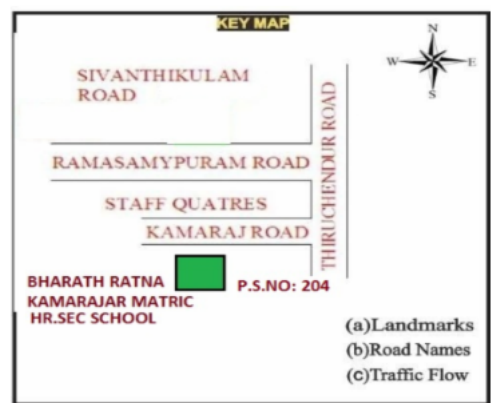 KEY MAP
N
W
E
S
SIVANTHIKULAM
ROAD
RAMASAMYPURAM ROAD
THIRUCHENDUR ROAD
STAFF QUATRES
KAMARAJ ROAD
BHARATH RATNA
KAMARAJAR MATRIC
HR.SEC SCHOOL
P.S.NO: 204
(a)Landmarks
(b)Road Names
(c)Traffic Flow